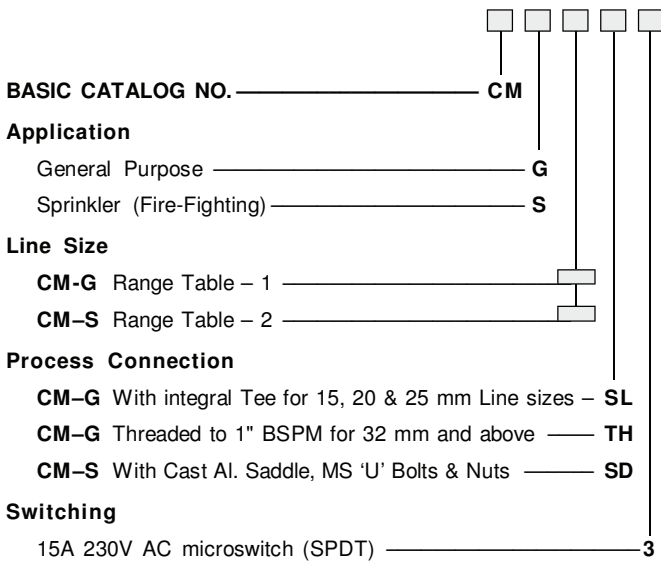 BASIC CATALOG NO. CM
Application
General Purpose G
Sprinkler (Fire-Fighting) S
Line Size
CM-G Range Table – 1
CM–S Range Table – 2
Process Connection
CM–G With integral Tee for 15, 20 & 25 mm Line sizes – SL
CM–G Threaded to 1" BSPM for 32 mm and above TH
CM–S With Cast Al. Saddle, MS ‘U’ Bolts & Nuts SD
Switching
15A 230V AC microswitch (SPDT) 3